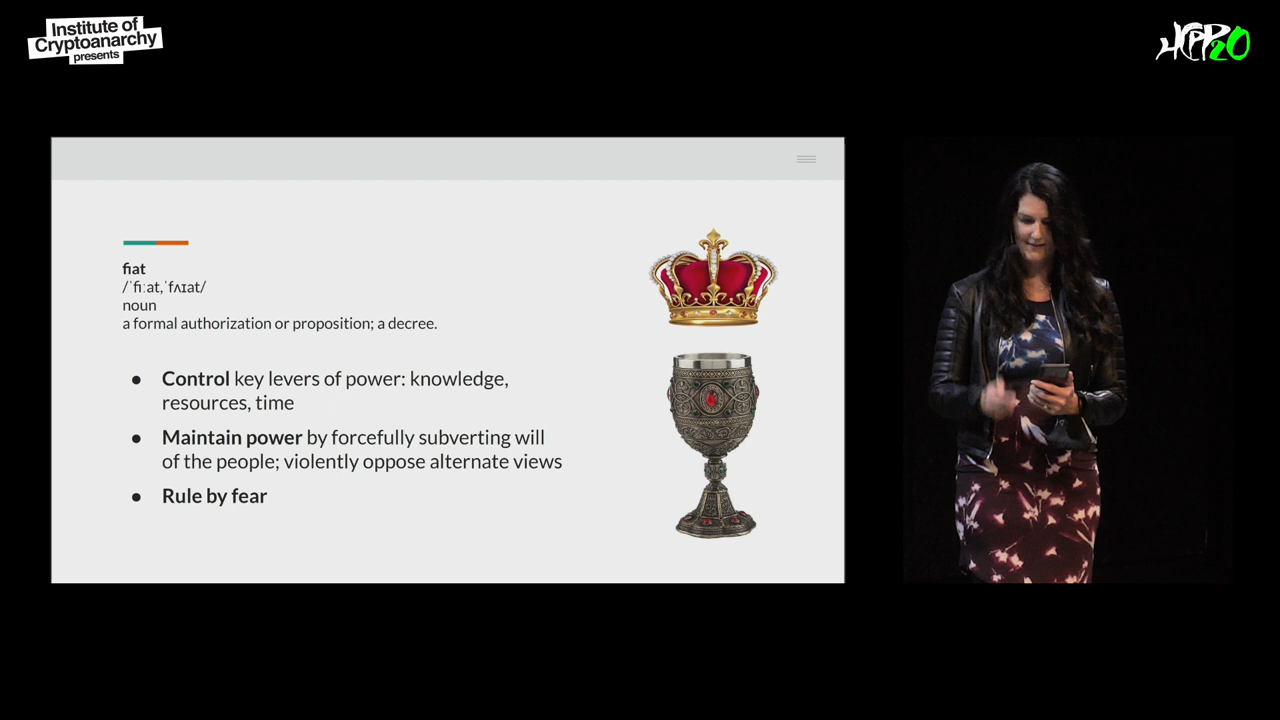 Institute of
Cryptoanarchy
presents
HCPP20
fiat
/ˈfiːat,ˈfʌɪat/
noun
a formal authorization or proposition; a decree.
● Control key levers of power: knowledge,
resources, time
● Maintain power by forcefully subverting will
of the people; violently oppose alternate views
● Rule by fear